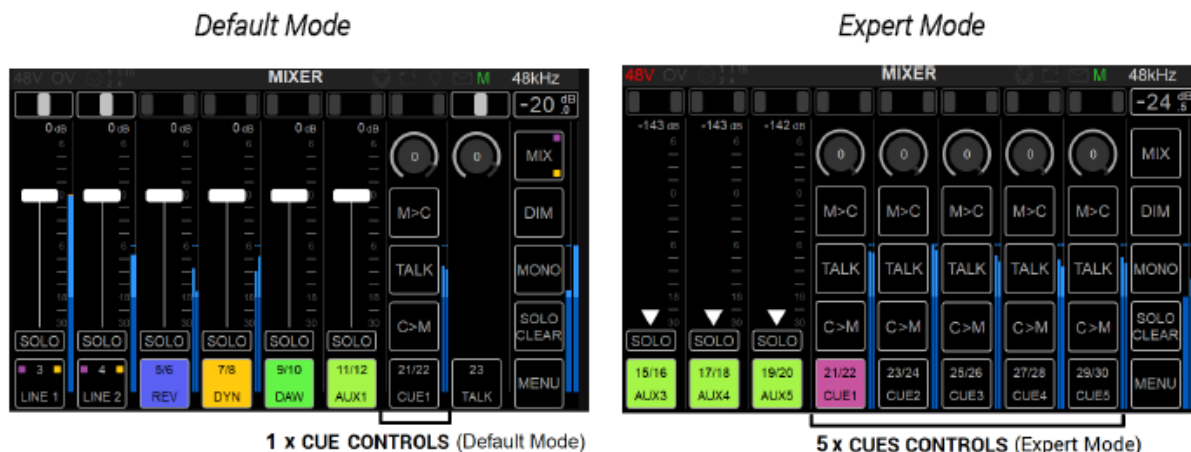 Default Mode
Expert Mode
48V OV MIXER M 48kHz
-20 dB .0
0 dB 0 dB 0 dB 0 dB 0 dB 0 dB 0 0 MIX
M>C DIM
TALK MONO
C>M SOLO CLEAR
SOLO SOLO SOLO SOLO SOLO SOLO
3 4 5/6 7/8 9/10 11/12 21/22 23 MENU
LINE 1 LINE 2 REV DYN DAW AUX1 CUE1 TALK
1 x CUE CONTROLS (Default Mode)
48V OV MIXER M 48kHz
-24 dB .5
-143 dB -143 dB -142 dB 0 0 0 0 0 MIX
M>C M>C M>C M>C M>C DIM
TALK TALK TALK TALK TALK MONO
C>M C>M C>M C>M C>M SOLO CLEAR
SOLO SOLO SOLO
15/16 17/18 19/20 21/22 23/24 25/26 27/28 29/30 MENU
AUX3 AUX4 AUX5 CUE1 CUE2 CUE3 CUE4 CUE5
5 x CUES CONTROLS (Expert Mode)